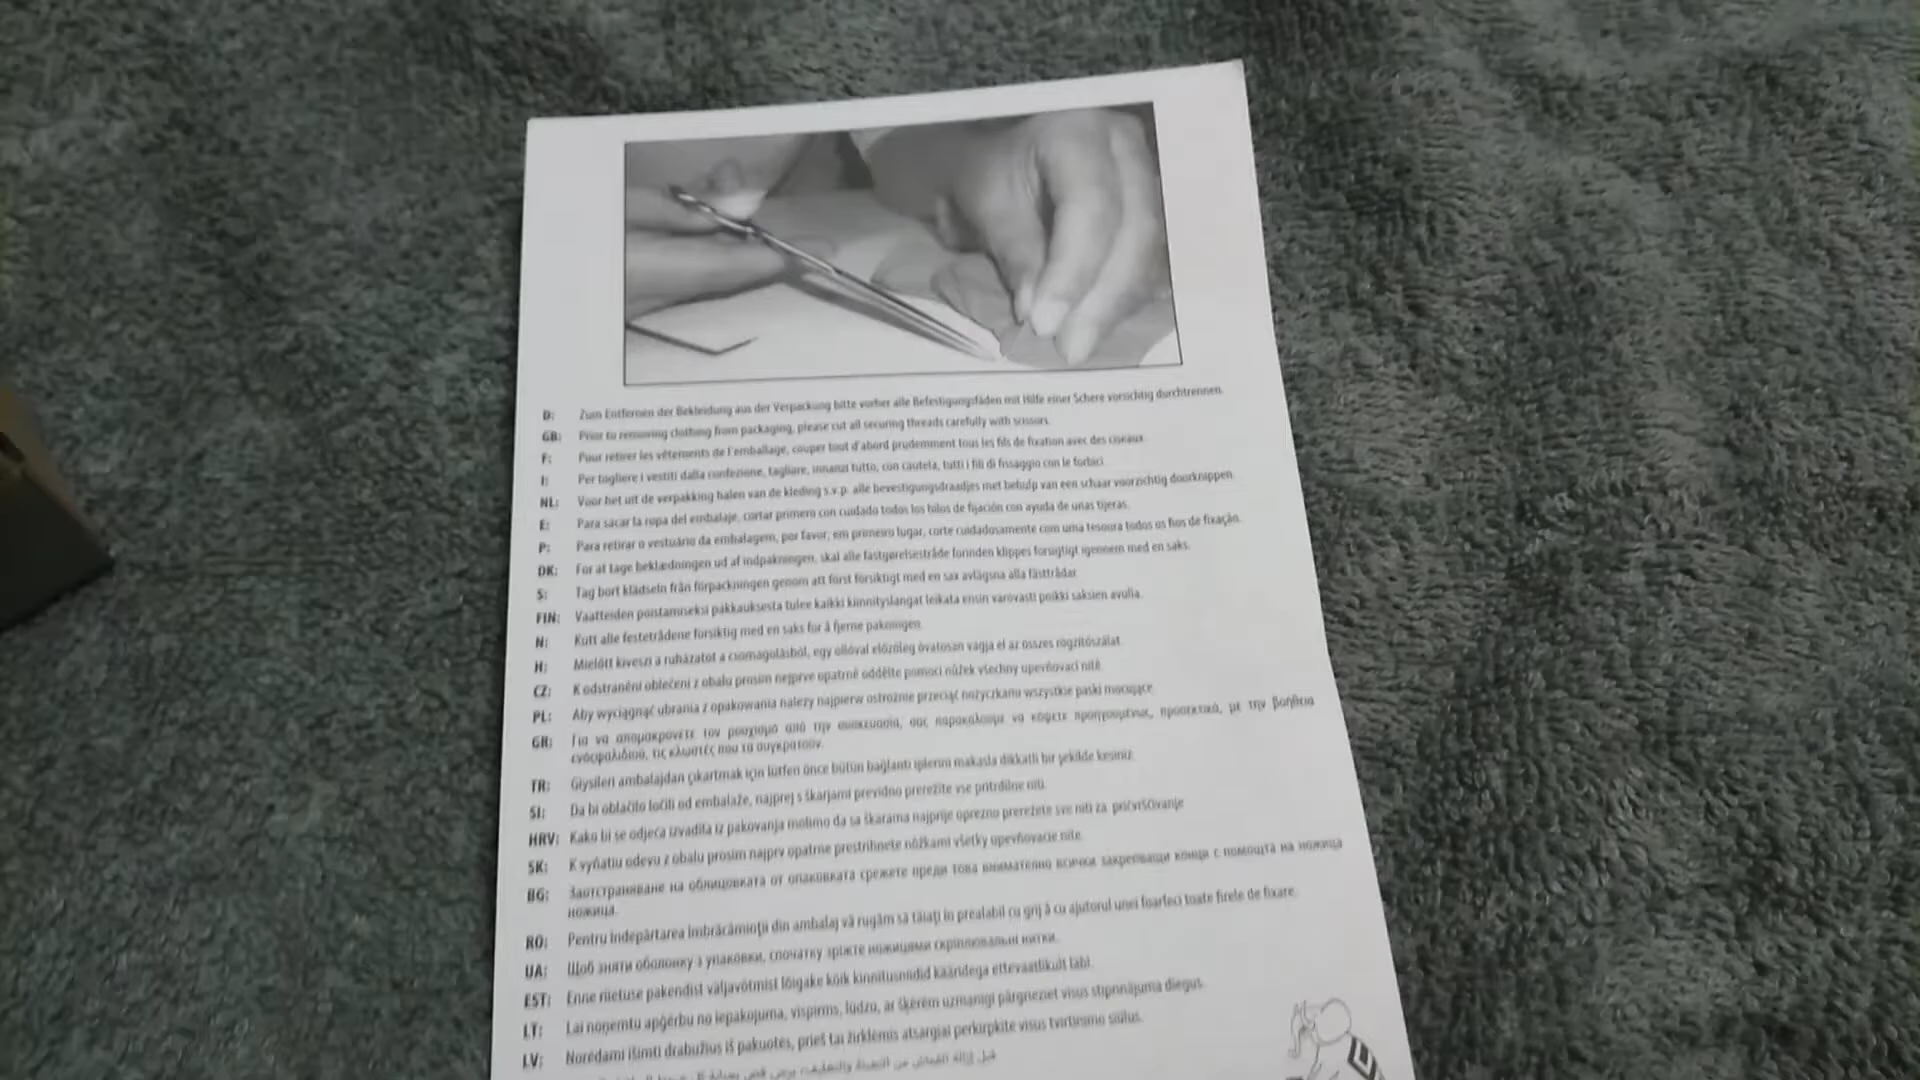 D: Zum Entfernen der Bekleidung aus der Verpackung bitte vorher alle Befestigungsfäden mit Hilfe einer Schere vorsichtig durchtrennen.
GB: Prior to removing clothing from packaging, please cut all securing threads carefully with scissors.
F: Pour retirer les vêtements de l'emballage, couper tout d'abord prudemment tous les fils de fixation avec des ciseaux.
I: Per togliere i vestiti dalla confezione, tagliare, innanzi tutto, con cautela, tutti i fili di fissaggio con le forbici.
NL: Voor het uit de verpakking halen van de kleding s.v.p. alle bevestigungsdraadjes met behulp van een schaar voorzichtig doorknippen.
E: Para sacar la ropa del embalaje, cortar primero con cuidado todos los hilos de fijación con ayuda de unas tijeras.
P: Para retirar o vestuário da embalagem, por favor, em primeiro lugar, corte cuidadosamente com uma tesoura todos os fios de fixação.
DK: For at tage beklædningen ud af indpakningen, skal alle fastgørelsestråde forinden klippes forsigtigt igennem med en saks.
S: Tag bort klädseln från förpackningen genom att först försiktigt med en sax avlägsna alla fästtrådar.
FIN: Vaatteiden poistamiseksi pakkauksesta tulee kaikki kiinnityslangat leikata ensin varovasti poikki saksien avulla.
N: Kutt alle festetrådene forsiktig med en saks for å fjerne pakningen.
H: Mielőtt kiveszi a ruházatot a csomagolásból, egy ollóval előzőleg óvatosan vágja el az összes rögzítőszálat.
CZ: K odstranění oblečení z obalu prosím nejprve opatrně oddělte pomocí nůžek všechny upevňovací nitě.
PL: Aby wyciągnąć ubrania z opakowania należy najpierw ostrożnie przeciąć nożyczkami wszystkie paski mocujące.
GR: Για να απομακρύνετε τον ρουχισμό από την συσκευασία, σας παρακαλούμε να κόψετε προηγουμένως, προσεκτικά, με την βοήθεια
ενός ψαλιδιού, τις κλωστές που τα συγκρατούν.
TR: Giysileri ambalajdan çıkartmak için lütfen önce bütün bağlantı iplerini makasla dikkatli bir şekilde kesiniz.
SI: Da bi oblačilo ločili od embalaže, najprej s škarjami previdno prerežite vse pritrdilne niti.
HRV: Kako bi se odjeća izvadila iz pakovanja molimo da sa škarama najprije oprezno prerežete sve niti za pričvršćivanje
SK: K vyňatiu odevu z obalu prosím najprv opatrne prestrihnete nôžkami všetky upevňovacie nite.
BG: Заотстраняване на облицовката от опаковката срежете преди това внимателно всички закрепващи конци с помощта на ножица
ножица.
RO: Pentru îndepărtarea îmbrăcăminții din ambalaj vă rugăm să tăiați în prealabil cu grij ă cu ajutorul unei foarfeci toate firele de fixare.
UA: Щоб зняти оболонку з упаковки, спочатку зріжте ножицями скріплювальні нитки.
EST: Enne riietuse pakendist väljavõtmist lõigake kõik kinnitusniidid kääridega ettevaatlikult läbi.
LT: Lai noņemtu apģērbu no iepakojuma, vispirms, lūdzu, ar šķērēm uzmanīgi pārgrieziet visus stiprinājuma diegus.
LV: Norėdami išimti drabužius iš pakuotės, prieš tai žirklėmis atsargiai perkirpkite visus tvirtinimo siūlus.